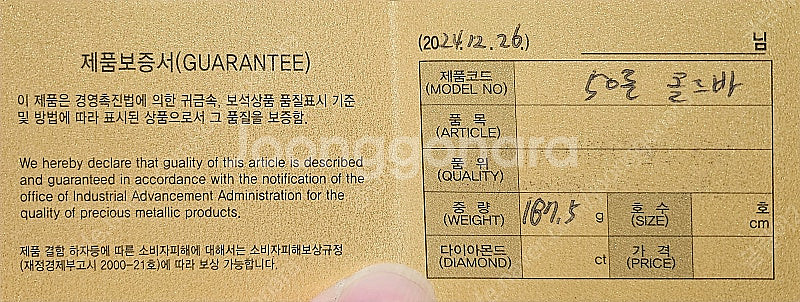 제품보증서(GUARANTEE)
이 제품은 경영촉진법에 의한 귀금속, 보석상품 품질표시 기준
및 방법에 따라 표시된 상품으로서 그 품질을 보증함.
We hereby declare that guality of this article is described
and guaranteed in accordance with the notification of the
office of Industrial Advancement Administration for the
quality of precious metallic products.
제품 결함 하자등에 따른 소비자피해에 대해서는 소비자피해보상규정
(재정경제부고시 2000-21호)에 따라 보상 가능합니다.
(2024.12.26.) 님
제품코드 50돈 골드바
(MODEL NO)
품 목
(ARTICLE)
품 위
(QUALITY)
중 량 187.5 g 호 수 호
(WEIGHT) (SIZE) cm
다이아몬드 ct 가 격
(DIAMOND) (PRICE)
Joonggonara